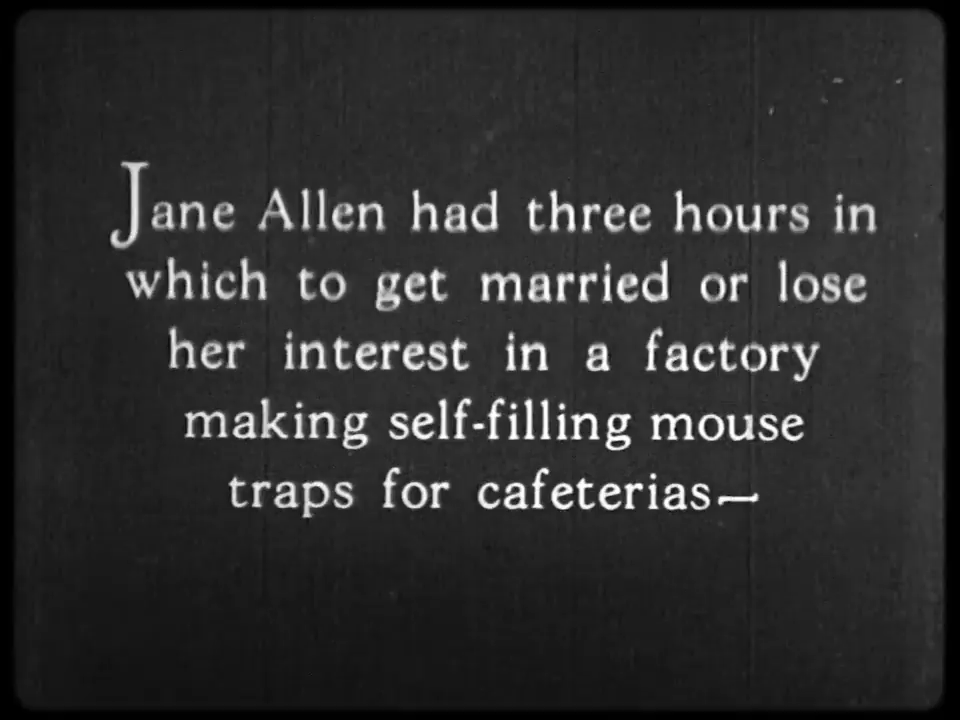 Jane Allen had three hours in
which to get married or lose
her interest in a factory
making self-filling mouse
traps for cafeterias—